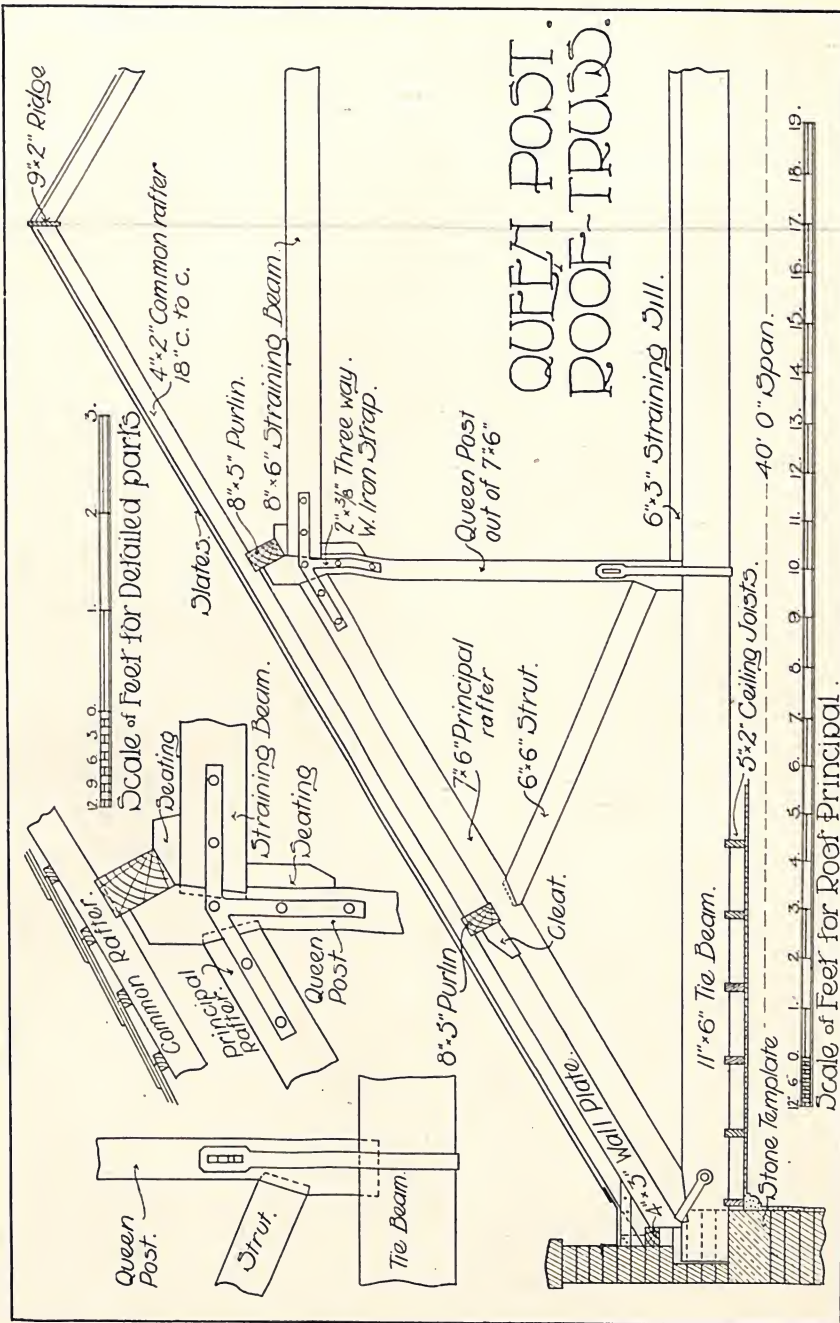 QUEEN POST.
ROOF-TRUSS.
9"×2" Ridge
4"×2" Common rafter
18" c. to c.
Slates.
8"×5" Purlin.
8"×6" Straining Beam.
2"×3/8" Three way.
W. Iron Strap.
Queen Post
out of 7"×6"
6"×3" Straining Sill.
7"×6" Principal
rafter
6"×6" Strut.
8"×5" Purlin
Cleat.
4"×3" Wall Plate.
11"×6" Tie Beam.
5"×2" Ceiling Joists.
Stone Template
40' 0" Span.
12 6 0. 1. 2. 3. 4. 5. 6. 7. 8. 9. 10. 11. 12. 13. 14. 15. 16. 17. 18. 19.
Scale of Feet for Roof Principal.
12 9 6 3 0. 1. 2. 3.
Scale of Feet for Detailed parts
Common Rafter.
Seating
Straining Beam.
Seating
Principal
Rafter.
Queen
Post
Queen
Post.
Strut.
Tie Beam.